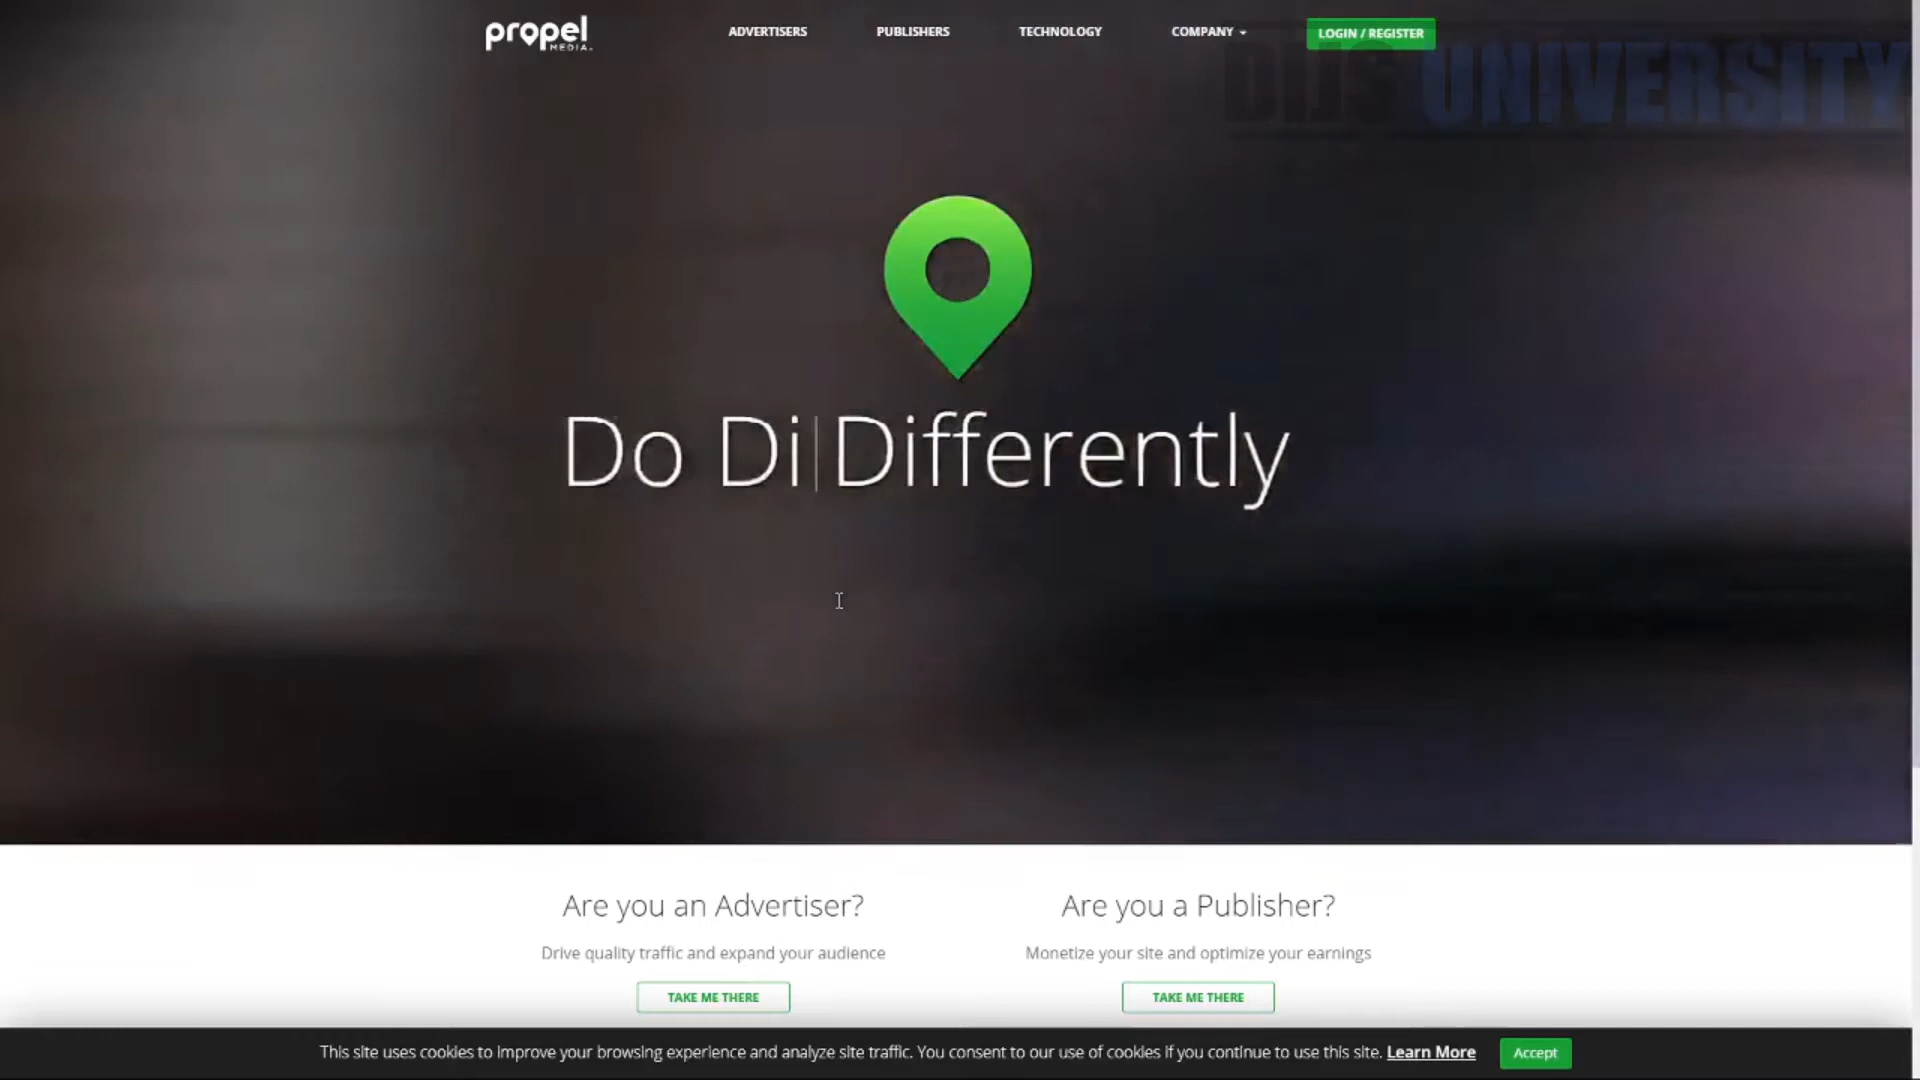 propel
MEDIA
ADVERTISERS
PUBLISHERS
TECHNOLOGY
COMPANY
LOGIN / REGISTER
DIJS UNIVERSITY
Do Di|Differently
Are you an Advertiser?
Drive quality traffic and expand your audience
TAKE ME THERE
Are you a Publisher?
Monetize your site and optimize your earnings
TAKE ME THERE
This site uses cookies to improve your browsing experience and analyze site traffic. You consent to our use of cookies if you continue to use this site. Learn More
Accept